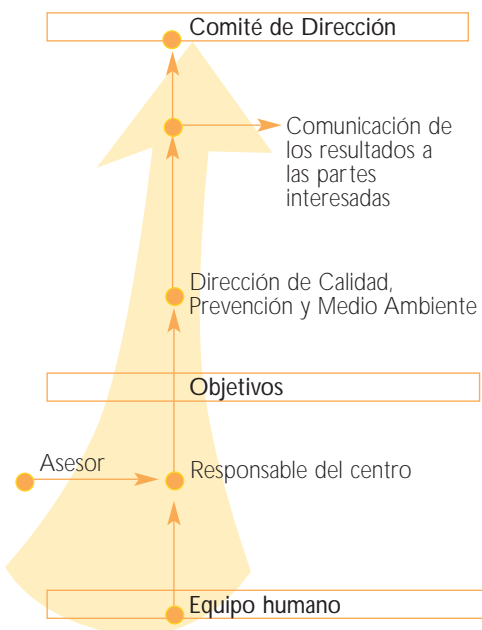 Comité de Dirección
Comunicación de
los resultados a
las partes
interesadas
Dirección de Calidad,
Prevención y Medio Ambiente
Objetivos
Asesor
Responsable del centro
Equipo humano